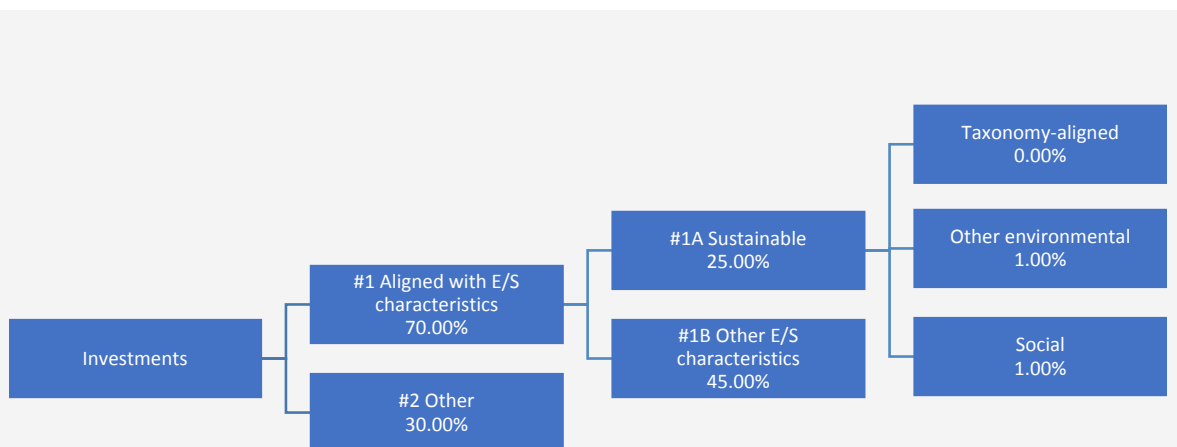 Investments
#1 Aligned with E/S
characteristics
70.00%
#2 Other
30.00%
#1A Sustainable
25.00%
#1B Other E/S
characteristics
45.00%
Taxonomy-aligned
0.00%
Other environmental
1.00%
Social
1.00%